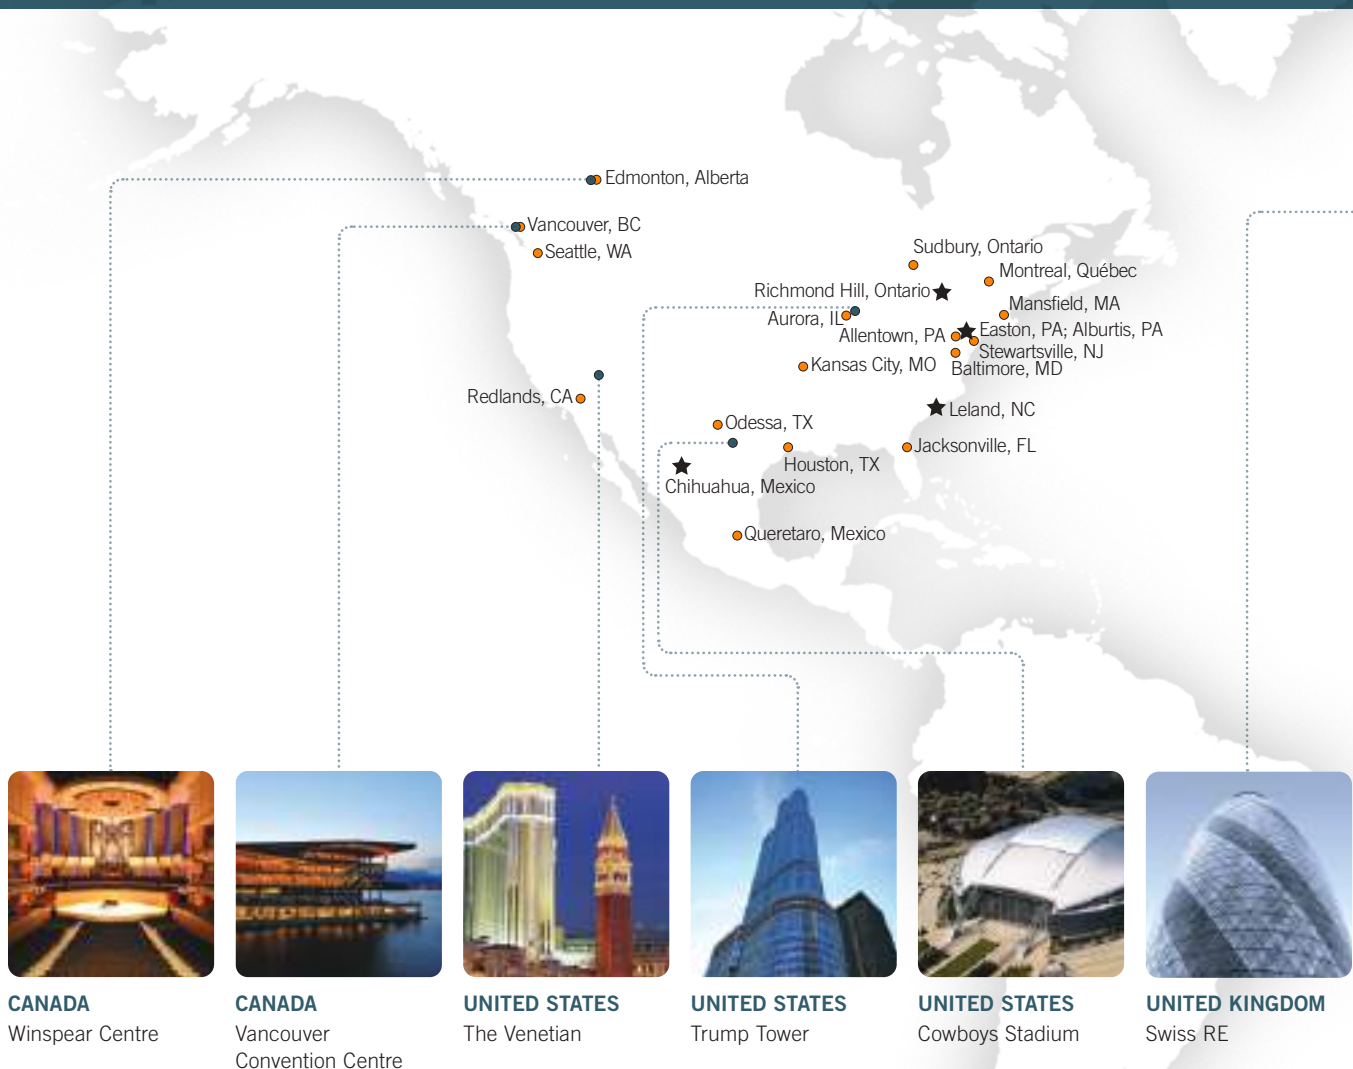 Edmonton, Alberta
Vancouver, BC
Seattle, WA
Sudbury, Ontario
Montreal, Québec
Richmond Hill, Ontario
Mansfield, MA
Aurora, IL
Allentown, PA
Easton, PA; Alburtis, PA
Stewartsville, NJ
Kansas City, MO
Baltimore, MD
Redlands, CA
Leland, NC
Odessa, TX
Jacksonville, FL
Houston, TX
Chihuahua, Mexico
Queretaro, Mexico
CANADA
Winspear Centre
CANADA
Vancouver
Convention Centre
UNITED STATES
The Venetian
UNITED STATES
Trump Tower
UNITED STATES
Cowboys Stadium
UNITED KINGDOM
Swiss RE